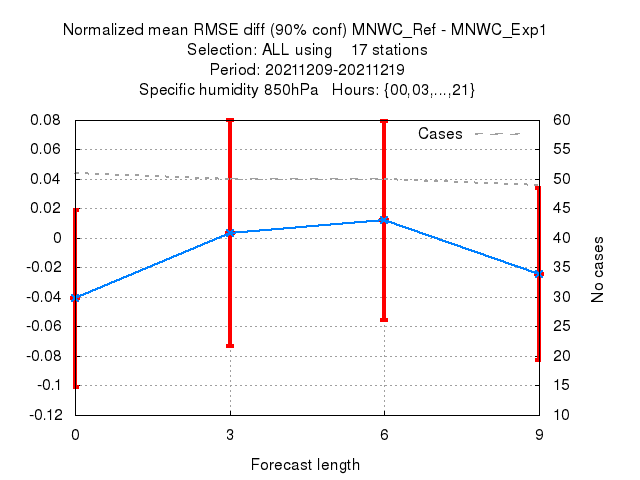 Normalized mean RMSE diff (90% conf) MNWC_Ref - MNWC_Exp1
Selection: ALL using    17 stations
Period: 20211209-20211219
Specific humidity 850hPa   Hours: {00,03,...,21}
Cases
0.08
0.06
0.04
0.02
0
-0.02
-0.04
-0.06
-0.08
-0.1
-0.12
60
55
50
45
40
35
30
25
20
15
10
No cases
0 3 6 9
Forecast length